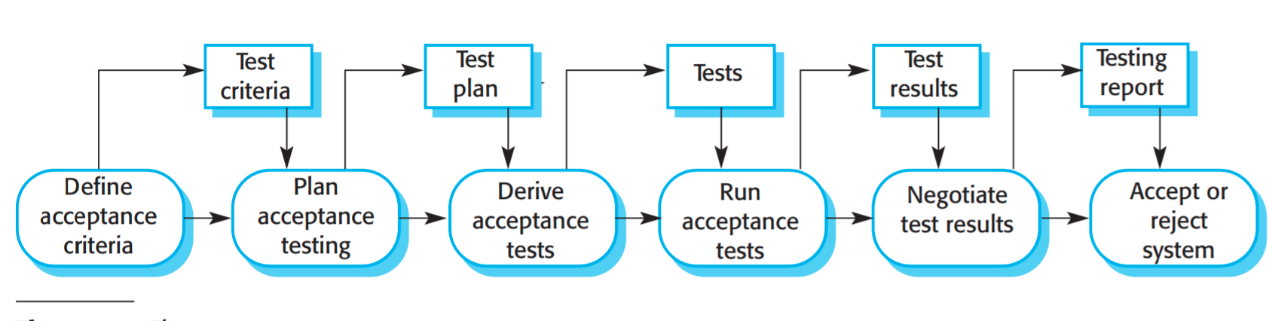 Test
criteria
Test
plan
Tests
Test
results
Testing
report
Define
acceptance
criteria
Plan
acceptance
testing
Derive
acceptance
tests
Run
acceptance
tests
Negotiate
test results
Accept or
reject
system